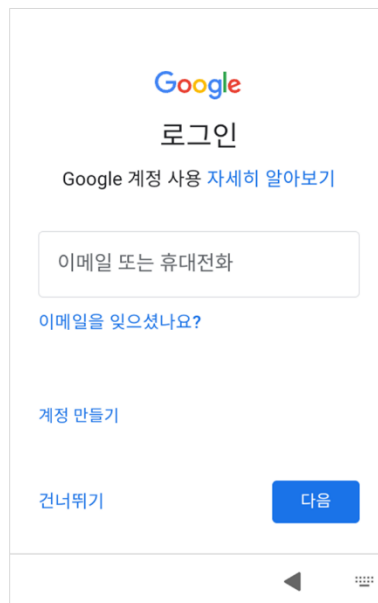 Google
로그인
Google 계정 사용 자세히 알아보기
이메일 또는 휴대전화
이메일을 잊으셨나요?
계정 만들기
건너뛰기 다음